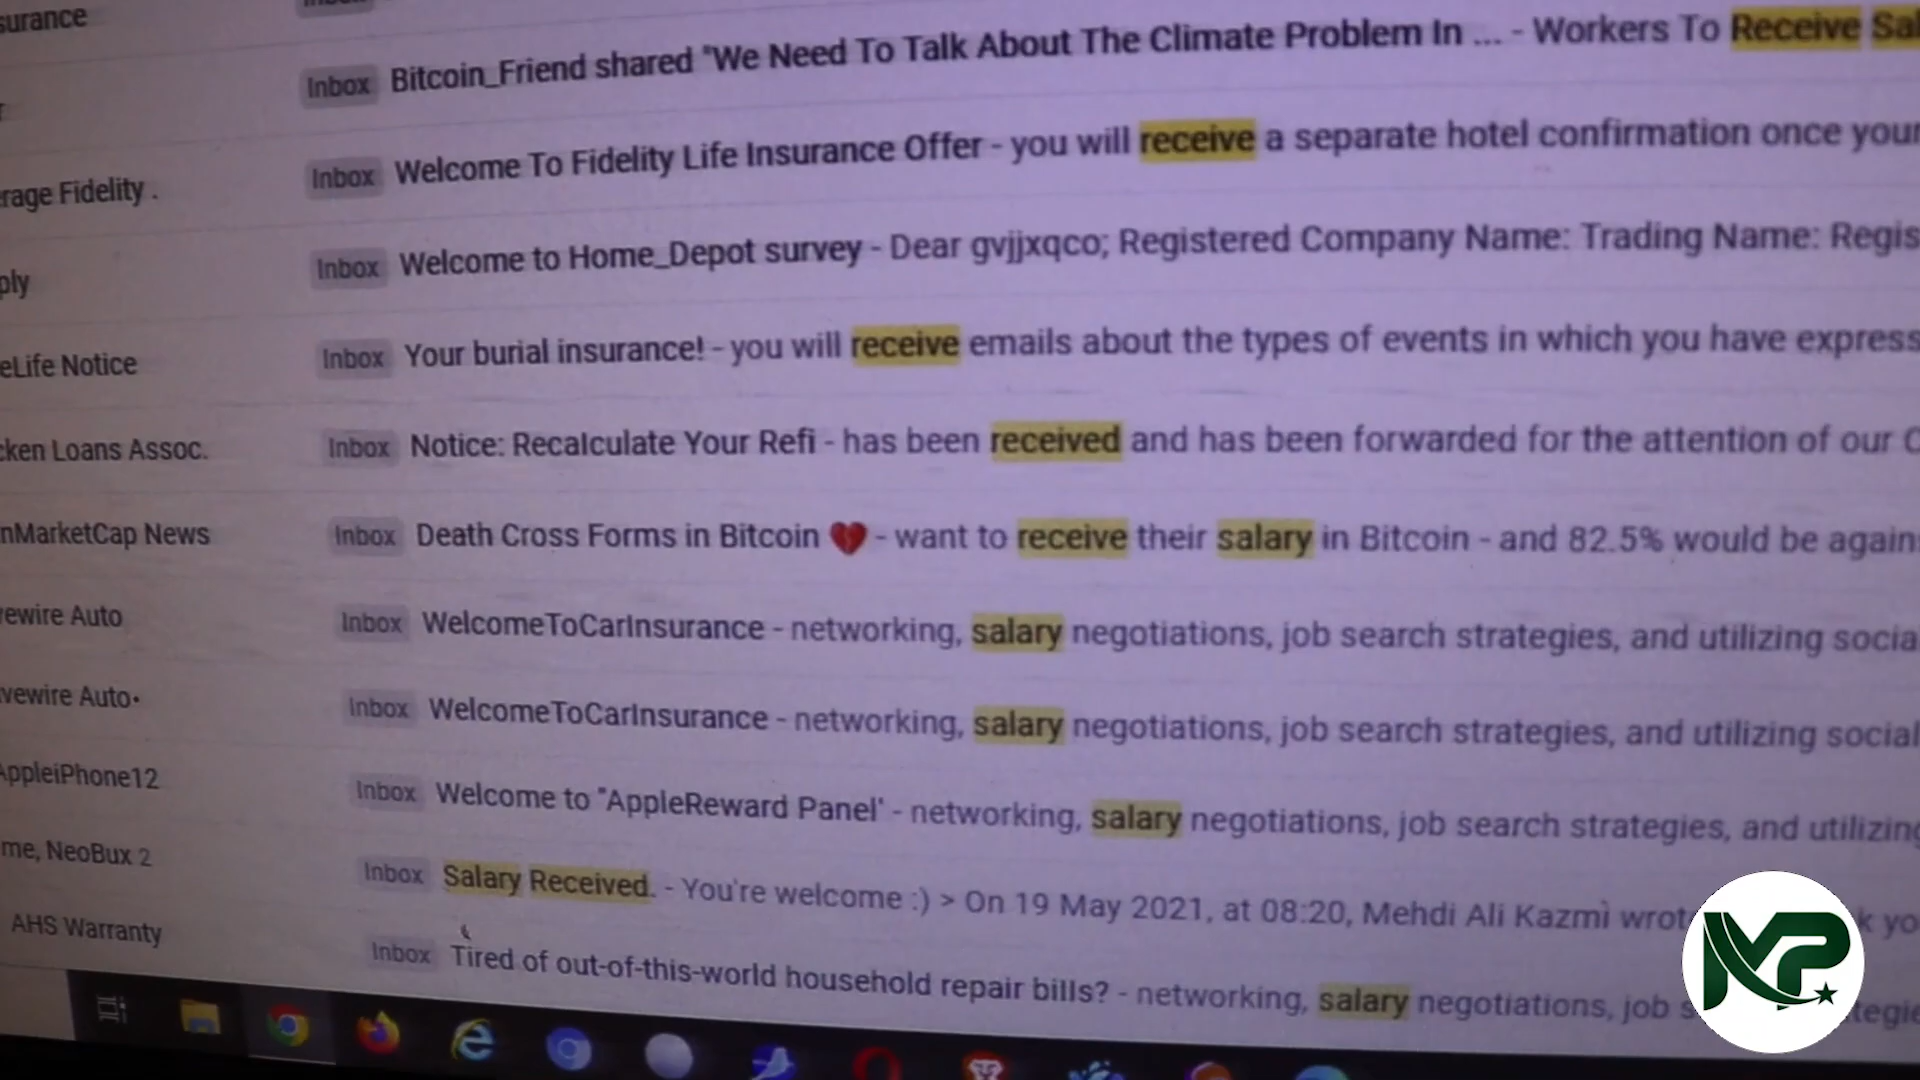 surance
Inbox Bitcoin_Friend shared "We Need To Talk About The Climate Problem In ... - Workers To Receive Sal
rage Fidelity . Inbox Welcome To Fidelity Life Insurance Offer - you will receive a separate hotel confirmation once your
ply Inbox Welcome to Home_Depot survey - Dear gvjjxqco; Registered Company Name: Trading Name: Regis
eLife Notice Inbox Your burial insurance! - you will receive emails about the types of events in which you have express
cken Loans Assoc. Inbox Notice: Recalculate Your Refi - has been received and has been forwarded for the attention of our C
nMarketCap News Inbox Death Cross Forms in Bitcoin 💔 - want to receive their salary in Bitcoin - and 82.5% would be agains
ewire Auto Inbox WelcomeToCarInsurance - networking, salary negotiations, job search strategies, and utilizing socia
vewire Auto• Inbox WelcomeToCarInsurance - networking, salary negotiations, job search strategies, and utilizing social
AppleiPhone12 Inbox Welcome to "AppleReward Panel' - networking, salary negotiations, job search strategies, and utilizing
me, NeoBux 2 Inbox Salary Received. - You're welcome :) > On 19 May 2021, at 08:20, Mehdi Ali Kazmi wrot k yo
AHS Warranty Inbox Tired of out-of-this-world household repair bills? - networking, salary negotiations, job s tegie
MP